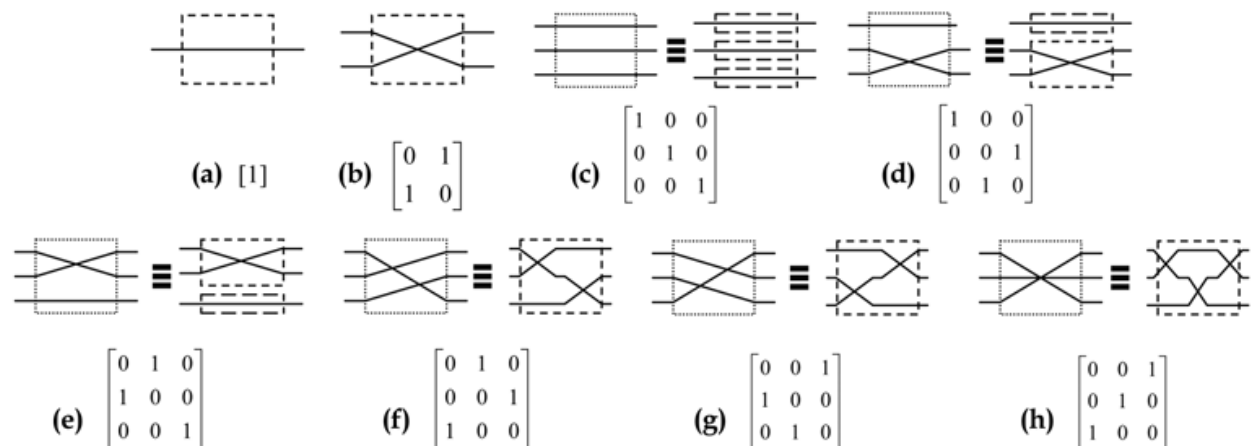 (a) [1]
(b) [0 1
1 0]
(c) [1 0 0
0 1 0
0 0 1]
(d) [1 0 0
0 0 1
0 1 0]
(e) [0 1 0
1 0 0
0 0 1]
(f) [0 1 0
0 0 1
1 0 0]
(g) [0 0 1
1 0 0
0 1 0]
(h) [0 0 1
0 1 0
1 0 0]